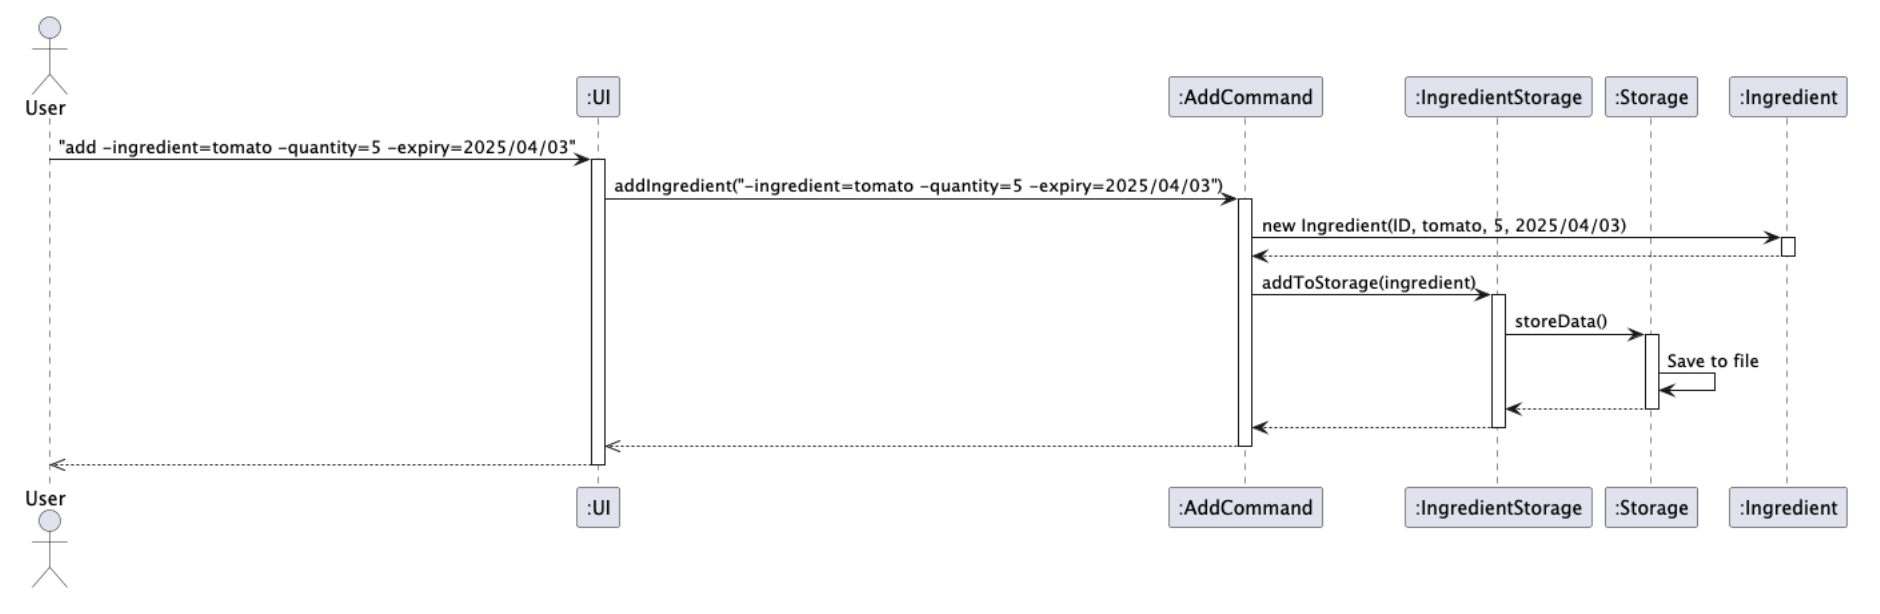 User
:UI
:AddCommand
:IngredientStorage
:Storage
:Ingredient
"add -ingredient=tomato -quantity=5 -expiry=2025/04/03"
addIngredient("-ingredient=tomato -quantity=5 -expiry=2025/04/03")
new Ingredient(ID, tomato, 5, 2025/04/03)
addToStorage(ingredient)
storeData()
Save to file
User
:UI
:AddCommand
:IngredientStorage
:Storage
:Ingredient